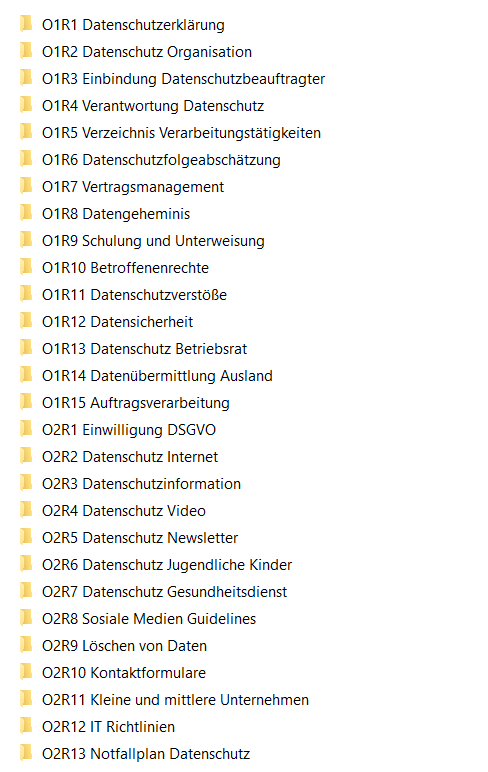 O1R1 Datenschutzerklärung
O1R2 Datenschutz Organisation
O1R3 Einbindung Datenschutzbeauftragter
O1R4 Verantwortung Datenschutz
O1R5 Verzeichnis Verarbeitungstätigkeiten
O1R6 Datenschutzfolgeabschätzung
O1R7 Vertragsmanagement
O1R8 Datengeheminis
O1R9 Schulung und Unterweisung
O1R10 Betroffenenrechte
O1R11 Datenschutzverstöße
O1R12 Datensicherheit
O1R13 Datenschutz Betriebsrat
O1R14 Datenübermittlung Ausland
O1R15 Auftragsverarbeitung
O2R1 Einwilligung DSGVO
O2R2 Datenschutz Internet
O2R3 Datenschutzinformation
O2R4 Datenschutz Video
O2R5 Datenschutz Newsletter
O2R6 Datenschutz Jugendliche Kinder
O2R7 Datenschutz Gesundheitsdienst
O2R8 Sosiale Medien Guidelines
O2R9 Löschen von Daten
O2R10 Kontaktformulare
O2R11 Kleine und mittlere Unternehmen
O2R12 IT Richtlinien
O2R13 Notfallplan Datenschutz